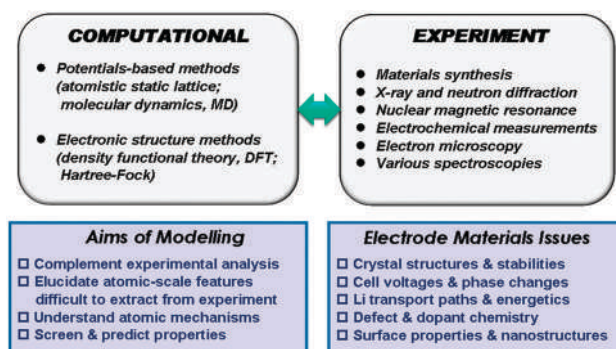 COMPUTATIONAL
● Potentials-based methods
(atomistic static lattice;
molecular dynamics, MD)
● Electronic structure methods
(density functional theory, DFT;
Hartree-Fock)
EXPERIMENT
● Materials synthesis
● X-ray and neutron diffraction
● Nuclear magnetic resonance
● Electrochemical measurements
● Electron microscopy
● Various spectroscopies
Aims of Modelling
□ Complement experimental analysis
□ Elucidate atomic-scale features
difficult to extract from experiment
□ Understand atomic mechanisms
□ Screen & predict properties
Electrode Materials Issues
□ Crystal structures & stabilities
□ Cell voltages & phase changes
□ Li transport paths & energetics
□ Defect & dopant chemistry
□ Surface properties & nanostructures